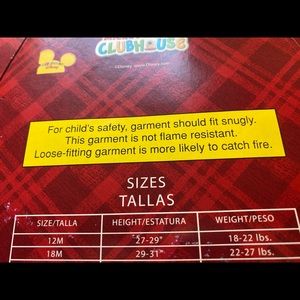 CLUBHOUSE
©Disney
For child's safety, garment should fit snugly.
This garment is not flame resistant.
Loose-fitting garment is more likely to catch fire.
SIZES
TALLAS
SIZE/TALLA HEIGHT/ESTATURA WEIGHT/PESO
12M 27-29" 18-22 lbs.
18M 29-31" 22-27 lbs.